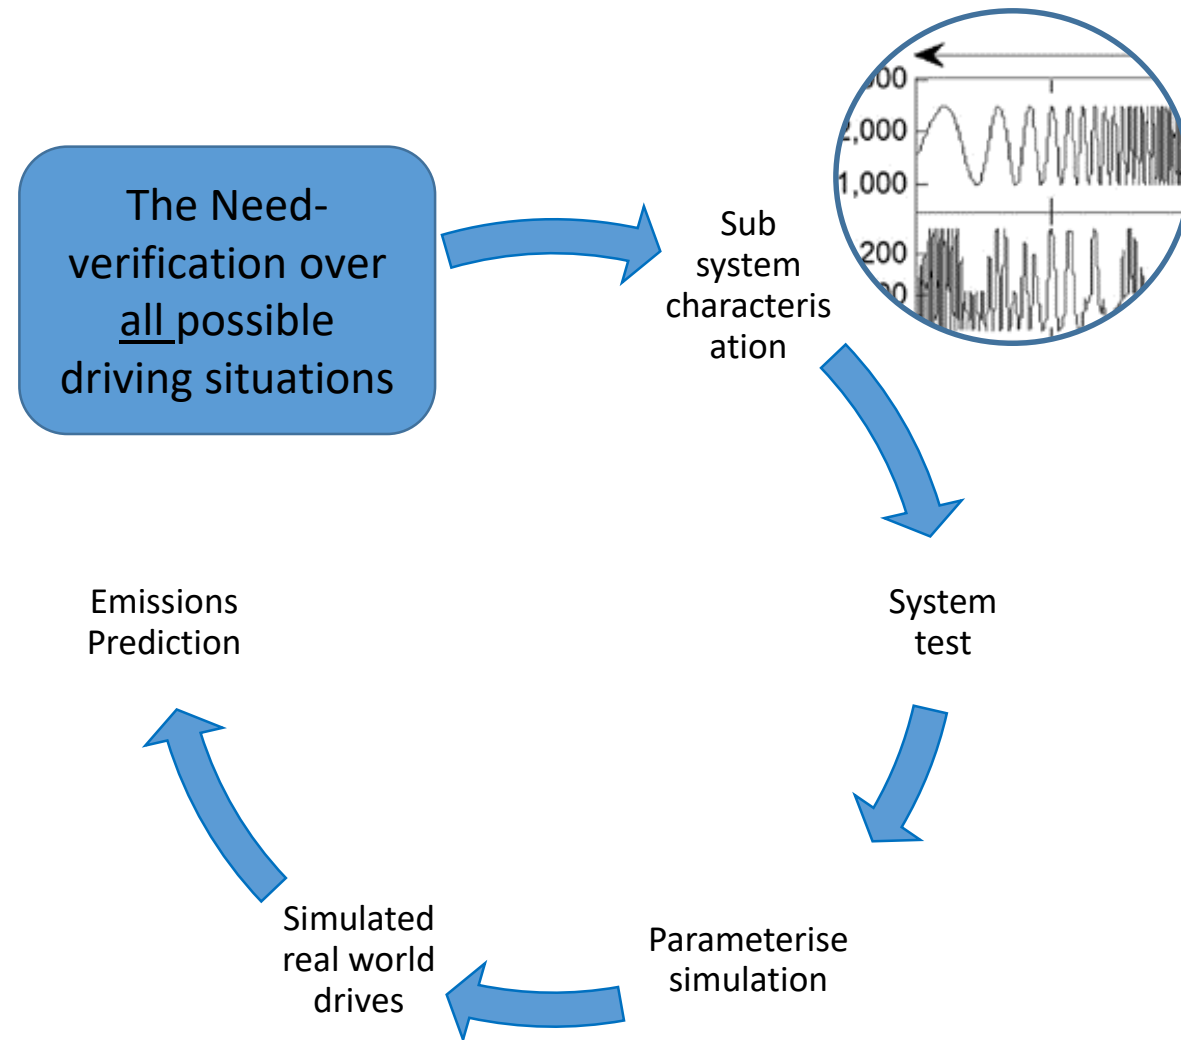 The Need-
verification over
all possible
driving situations
Sub
system
characteris
ation
2,000
1,000
200
System
test
Parameterise
simulation
Simulated
real world
drives
Emissions
Prediction